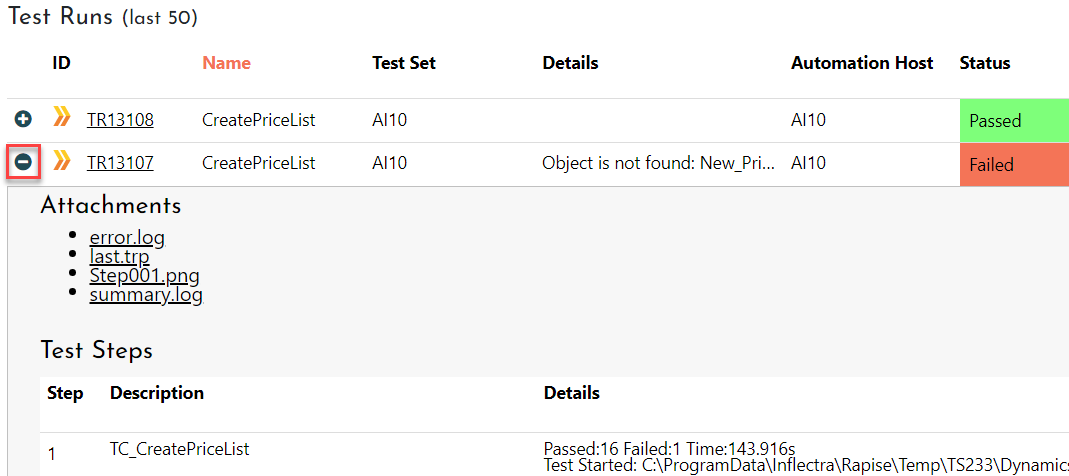 Test Runs (last 50)
ID Name Test Set Details Automation Host Status
TR13108 CreatePriceList AI10 AI10 Passed
TR13107 CreatePriceList AI10 Object is not found: New_Pri... AI10 Failed
Attachments
error.log
last.trp
Step001.png
summary.log
Test Steps
Step Description Details
1 TC_CreatePriceList Passed:16 Failed:1 Time:143.916s
Test Started: C:\ProgramData\Inflectra\Rapise\Temp\TS233\Dynamics